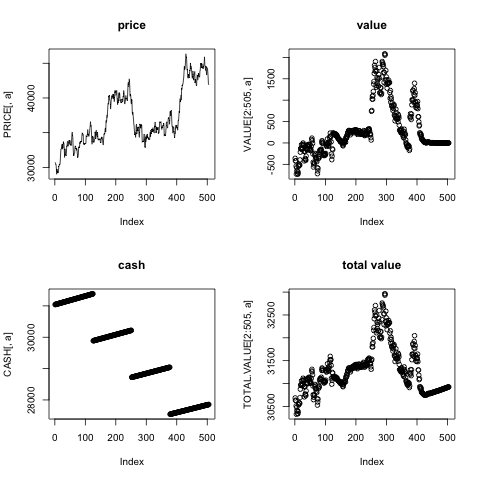 price
PRICE[, a]
30000 40000
0 100 200 300 400 500
Index
value
VALUE[2:505, a]
-500 0 500 1500
0 100 200 300 400 500
Index
cash
CASH[, a]
28000 30000
0 100 200 300 400 500
Index
total value
TOTAL.VALUE[2:505, a]
30500 31500 32500
0 100 200 300 400 500
Index